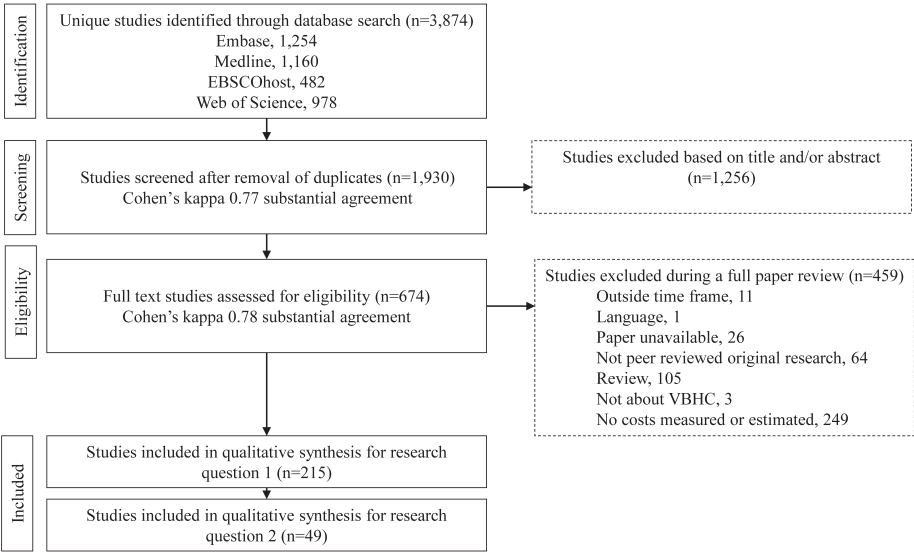 Identification
Unique studies identified through database search (n=3,874)
Embase, 1,254
Medline, 1,160
EBSCOhost, 482
Web of Science, 978
Screening
Studies screened after removal of duplicates (n=1,930)
Cohen’s kappa 0.77 substantial agreement
Studies excluded based on title and/or abstract
(n=1,256)
Eligibility
Full text studies assessed for eligibility (n=674)
Cohen’s kappa 0.78 substantial agreement
Studies excluded during a full paper review (n=459)
Outside time frame, 11
Language, 1
Paper unavailable, 26
Not peer reviewed original research, 64
Review, 105
Not about VBHC, 3
No costs measured or estimated, 249
Included
Studies included in qualitative synthesis for research
question 1 (n=215)
Studies included in qualitative synthesis for research
question 2 (n=49)